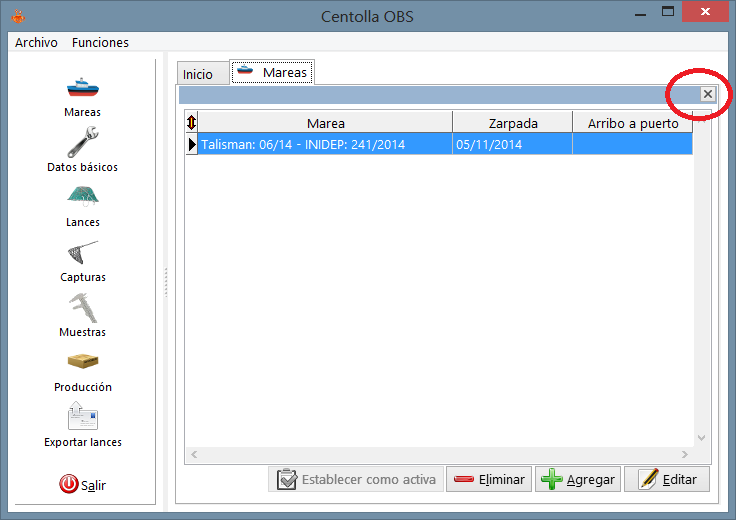 Centolla OBS
Archivo Funciones
Mareas
Datos básicos
Lances
Capturas
Muestras
Producción
Exportar lances
Salir
Inicio Mareas
Marea Zarpada Arribo a puerto
Talisman: 06/14 - INIDEP: 241/2014 05/11/2014
Establecer como activa Eliminar Agregar Editar